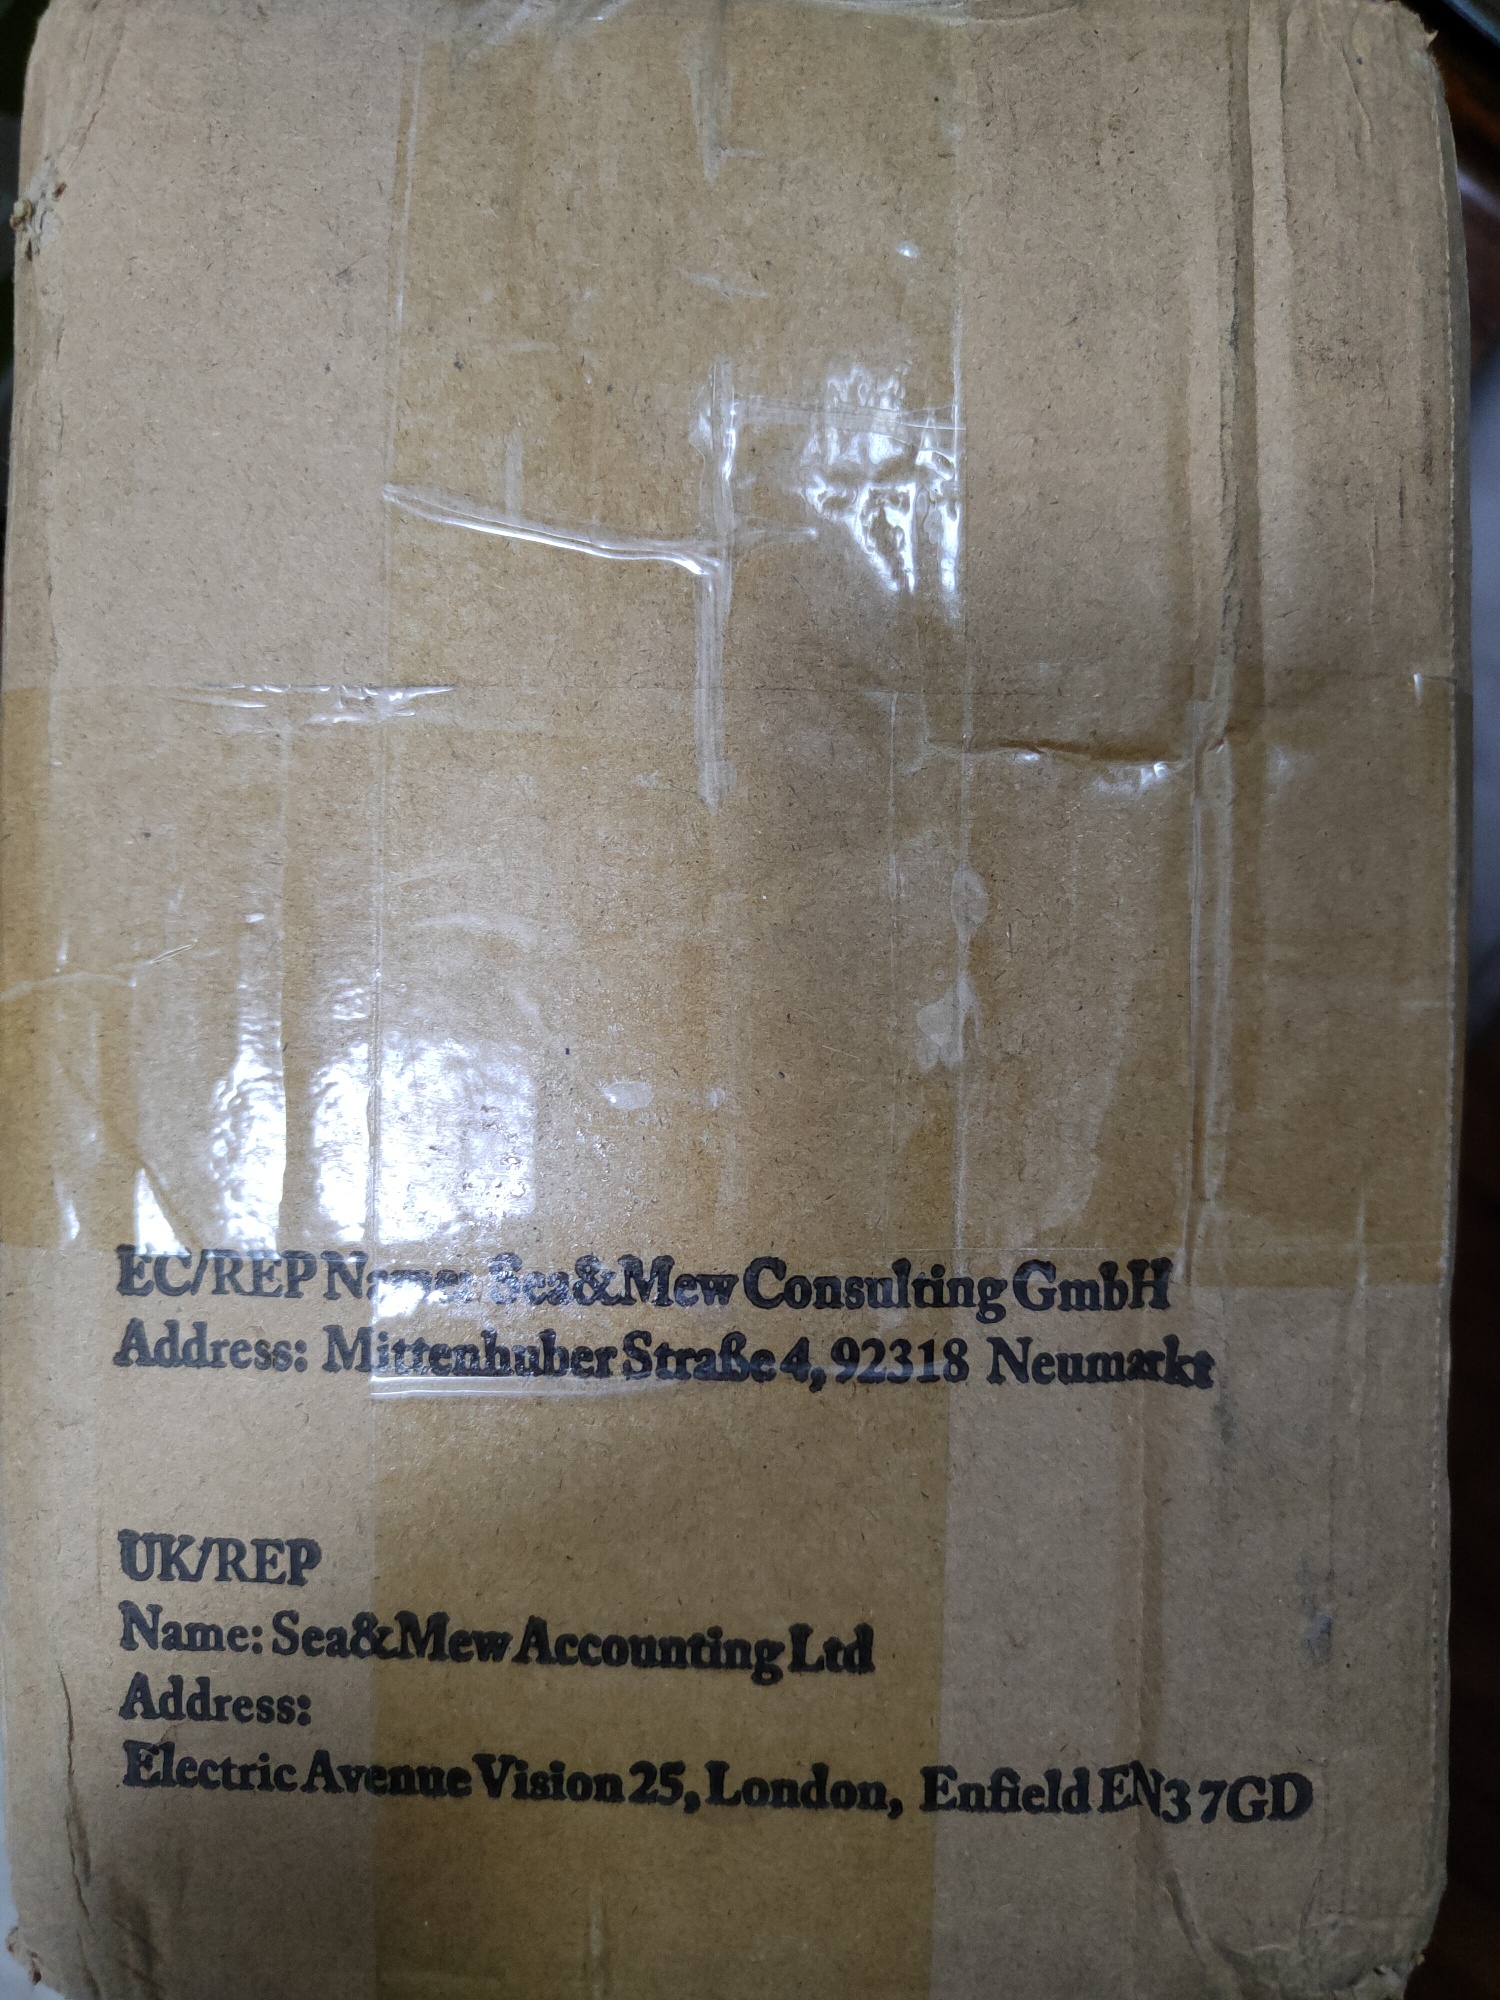 EC/REP Name: Sea&Mew Consulting GmbH
Address: Mittenhuber Straße 4, 92318 Neumarkt
UK/REP
Name: Sea&Mew Accounting Ltd
Address:
Electric Avenue Vision 25, London, Enfield EN3 7GD